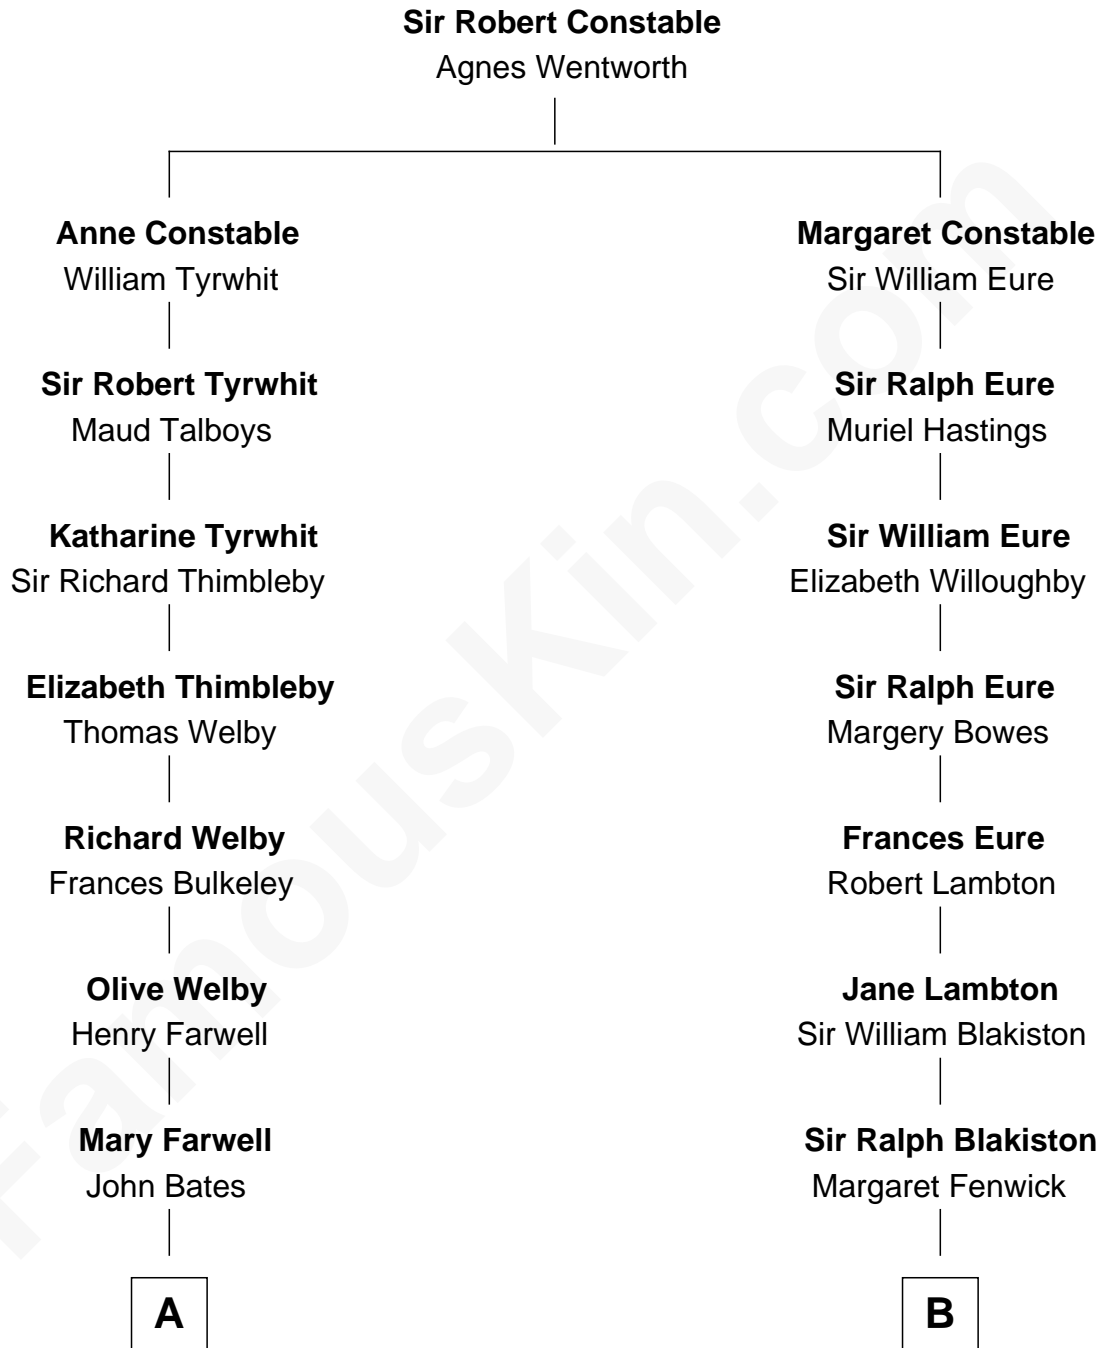 Sir Robert Constable
Agnes Wentworth
Anne Constable
William Tyrwhit
Sir Robert Tyrwhit
Maud Talboys
Katharine Tyrwhit
Sir Richard Thimbleby
Elizabeth Thimbleby
Thomas Welby
Richard Welby
Frances Bulkeley
Olive Welby
Henry Farwell
Mary Farwell
John Bates
A
Margaret Constable
Sir William Eure
Sir Ralph Eure
Muriel Hastings
Sir William Eure
Elizabeth Willoughby
Sir Ralph Eure
Margery Bowes
Frances Eure
Robert Lambton
Jane Lambton
Sir William Blakiston
Sir Ralph Blakiston
Margaret Fenwick
B
FamousKin.com